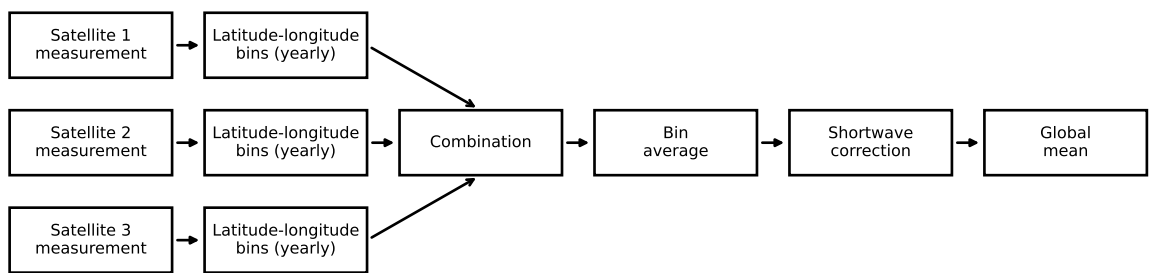 Satellite 1
measurement
Latitude-longitude
bins (yearly)
Satellite 2
measurement
Latitude-longitude
bins (yearly)
Combination
Bin
average
Shortwave
correction
Global
mean
Satellite 3
measurement
Latitude-longitude
bins (yearly)